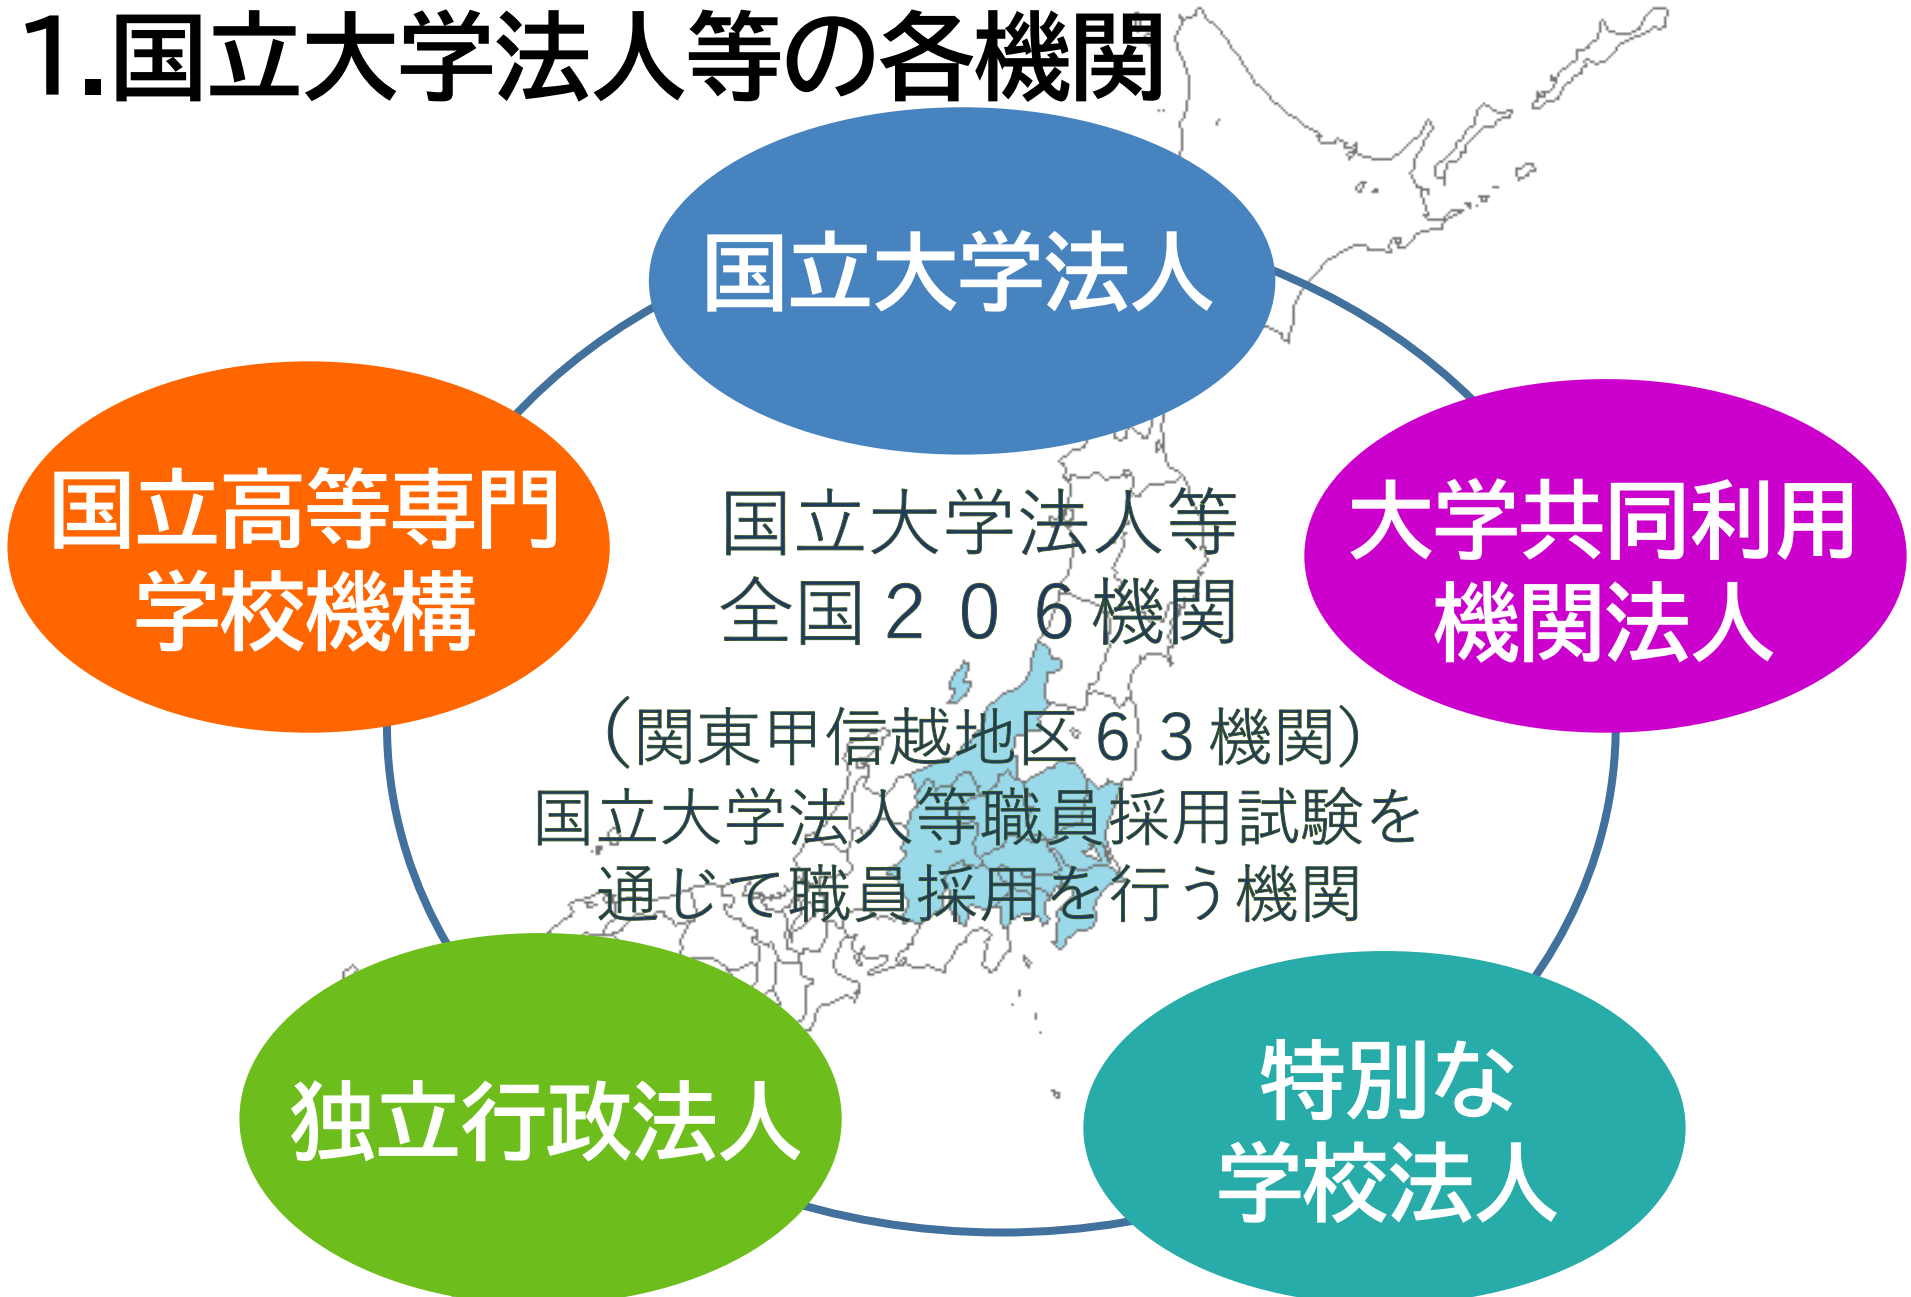 1.国立大学法人等の各機関
国立大学法人
国立高等専門
学校機構
大学共同利用
機関法人
国立大学法人等
全国２０６機関
（関東甲信越地区６３機関）
国立大学法人等職員採用試験を
通じて職員採用を行う機関
独立行政法人
特別な
学校法人